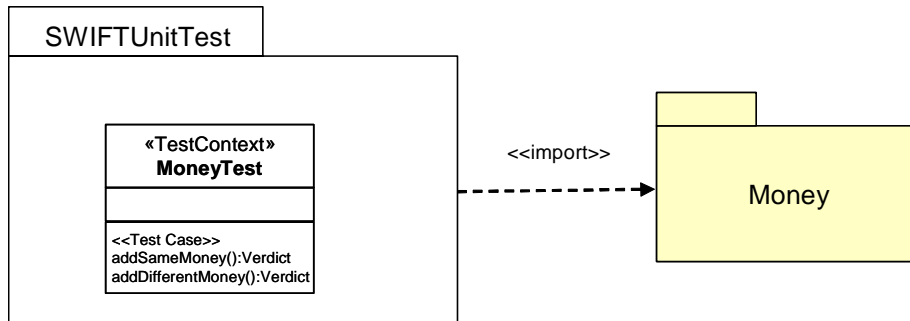 SWIFTUnitTest
«TestContext»
MoneyTest
<<Test Case>>
addSameMoney():Verdict
addDifferentMoney():Verdict
<<import>>
Money